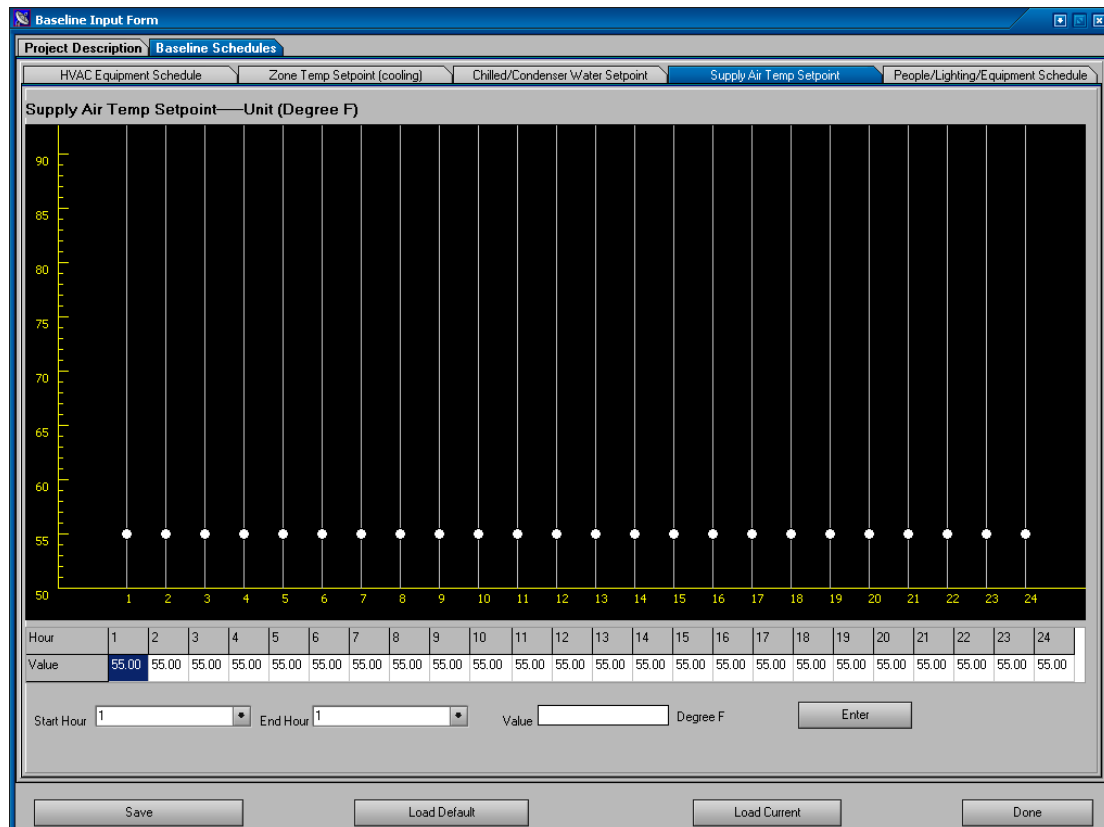 Baseline Input Form
Project Description Baseline Schedules
HVAC Equipment Schedule Zone Temp Setpoint (cooling) Chilled/Condenser Water Setpoint Supply Air Temp Setpoint People/Lighting/Equipment Schedule
Supply Air Temp Setpoint──Unit (Degree F)
90
85
80
75
70
65
60
55
50
1 2 3 4 5 6 7 8 9 10 11 12 13 14 15 16 17 18 19 20 21 22 23 24
Hour 1 2 3 4 5 6 7 8 9 10 11 12 13 14 15 16 17 18 19 20 21 22 23 24
Value 55.00 55.00 55.00 55.00 55.00 55.00 55.00 55.00 55.00 55.00 55.00 55.00 55.00 55.00 55.00 55.00 55.00 55.00 55.00 55.00 55.00 55.00 55.00 55.00
Start Hour 1 End Hour 1 Value Degree F Enter
Save Load Default Load Current Done